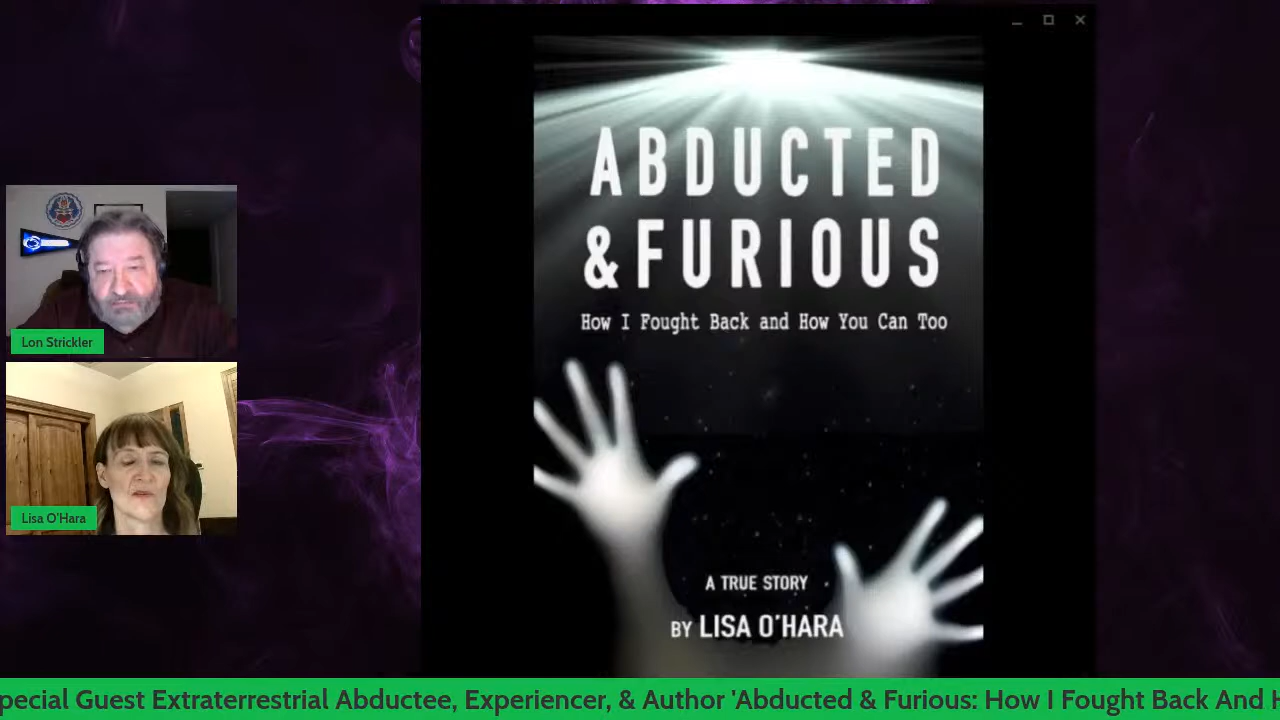 ABDUCTED
& FURIOUS
How I Fought Back and How You Can Too
A TRUE STORY
BY LISA O'HARA
Lon Strickler
Lisa O'Hara
pecial Guest Extraterrestrial Abductee, Experiencer, & Author 'Abducted & Furious: How I Fought Back And H